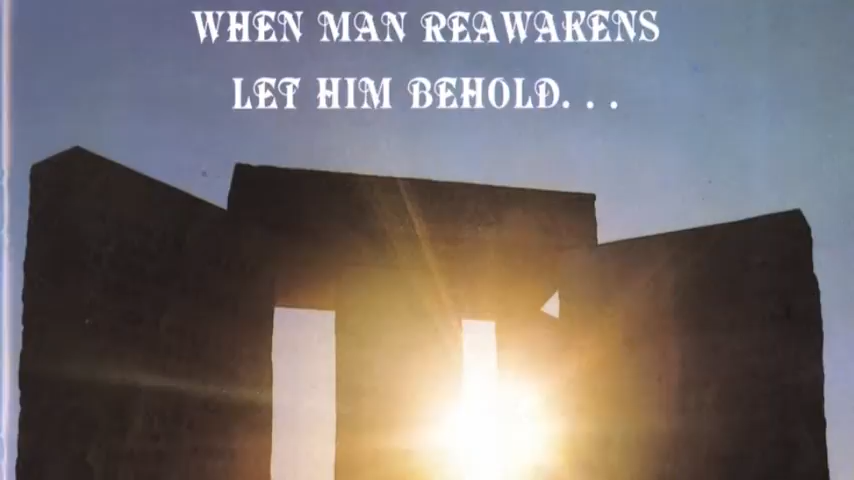 WHEN MAN REAWAKENS
LET HIM BEHOLD. . .